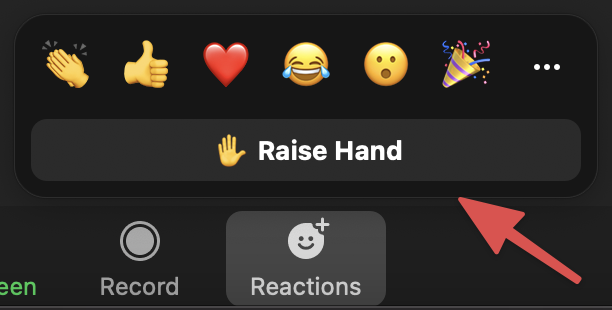 Raise Hand
een
Record
Reactions